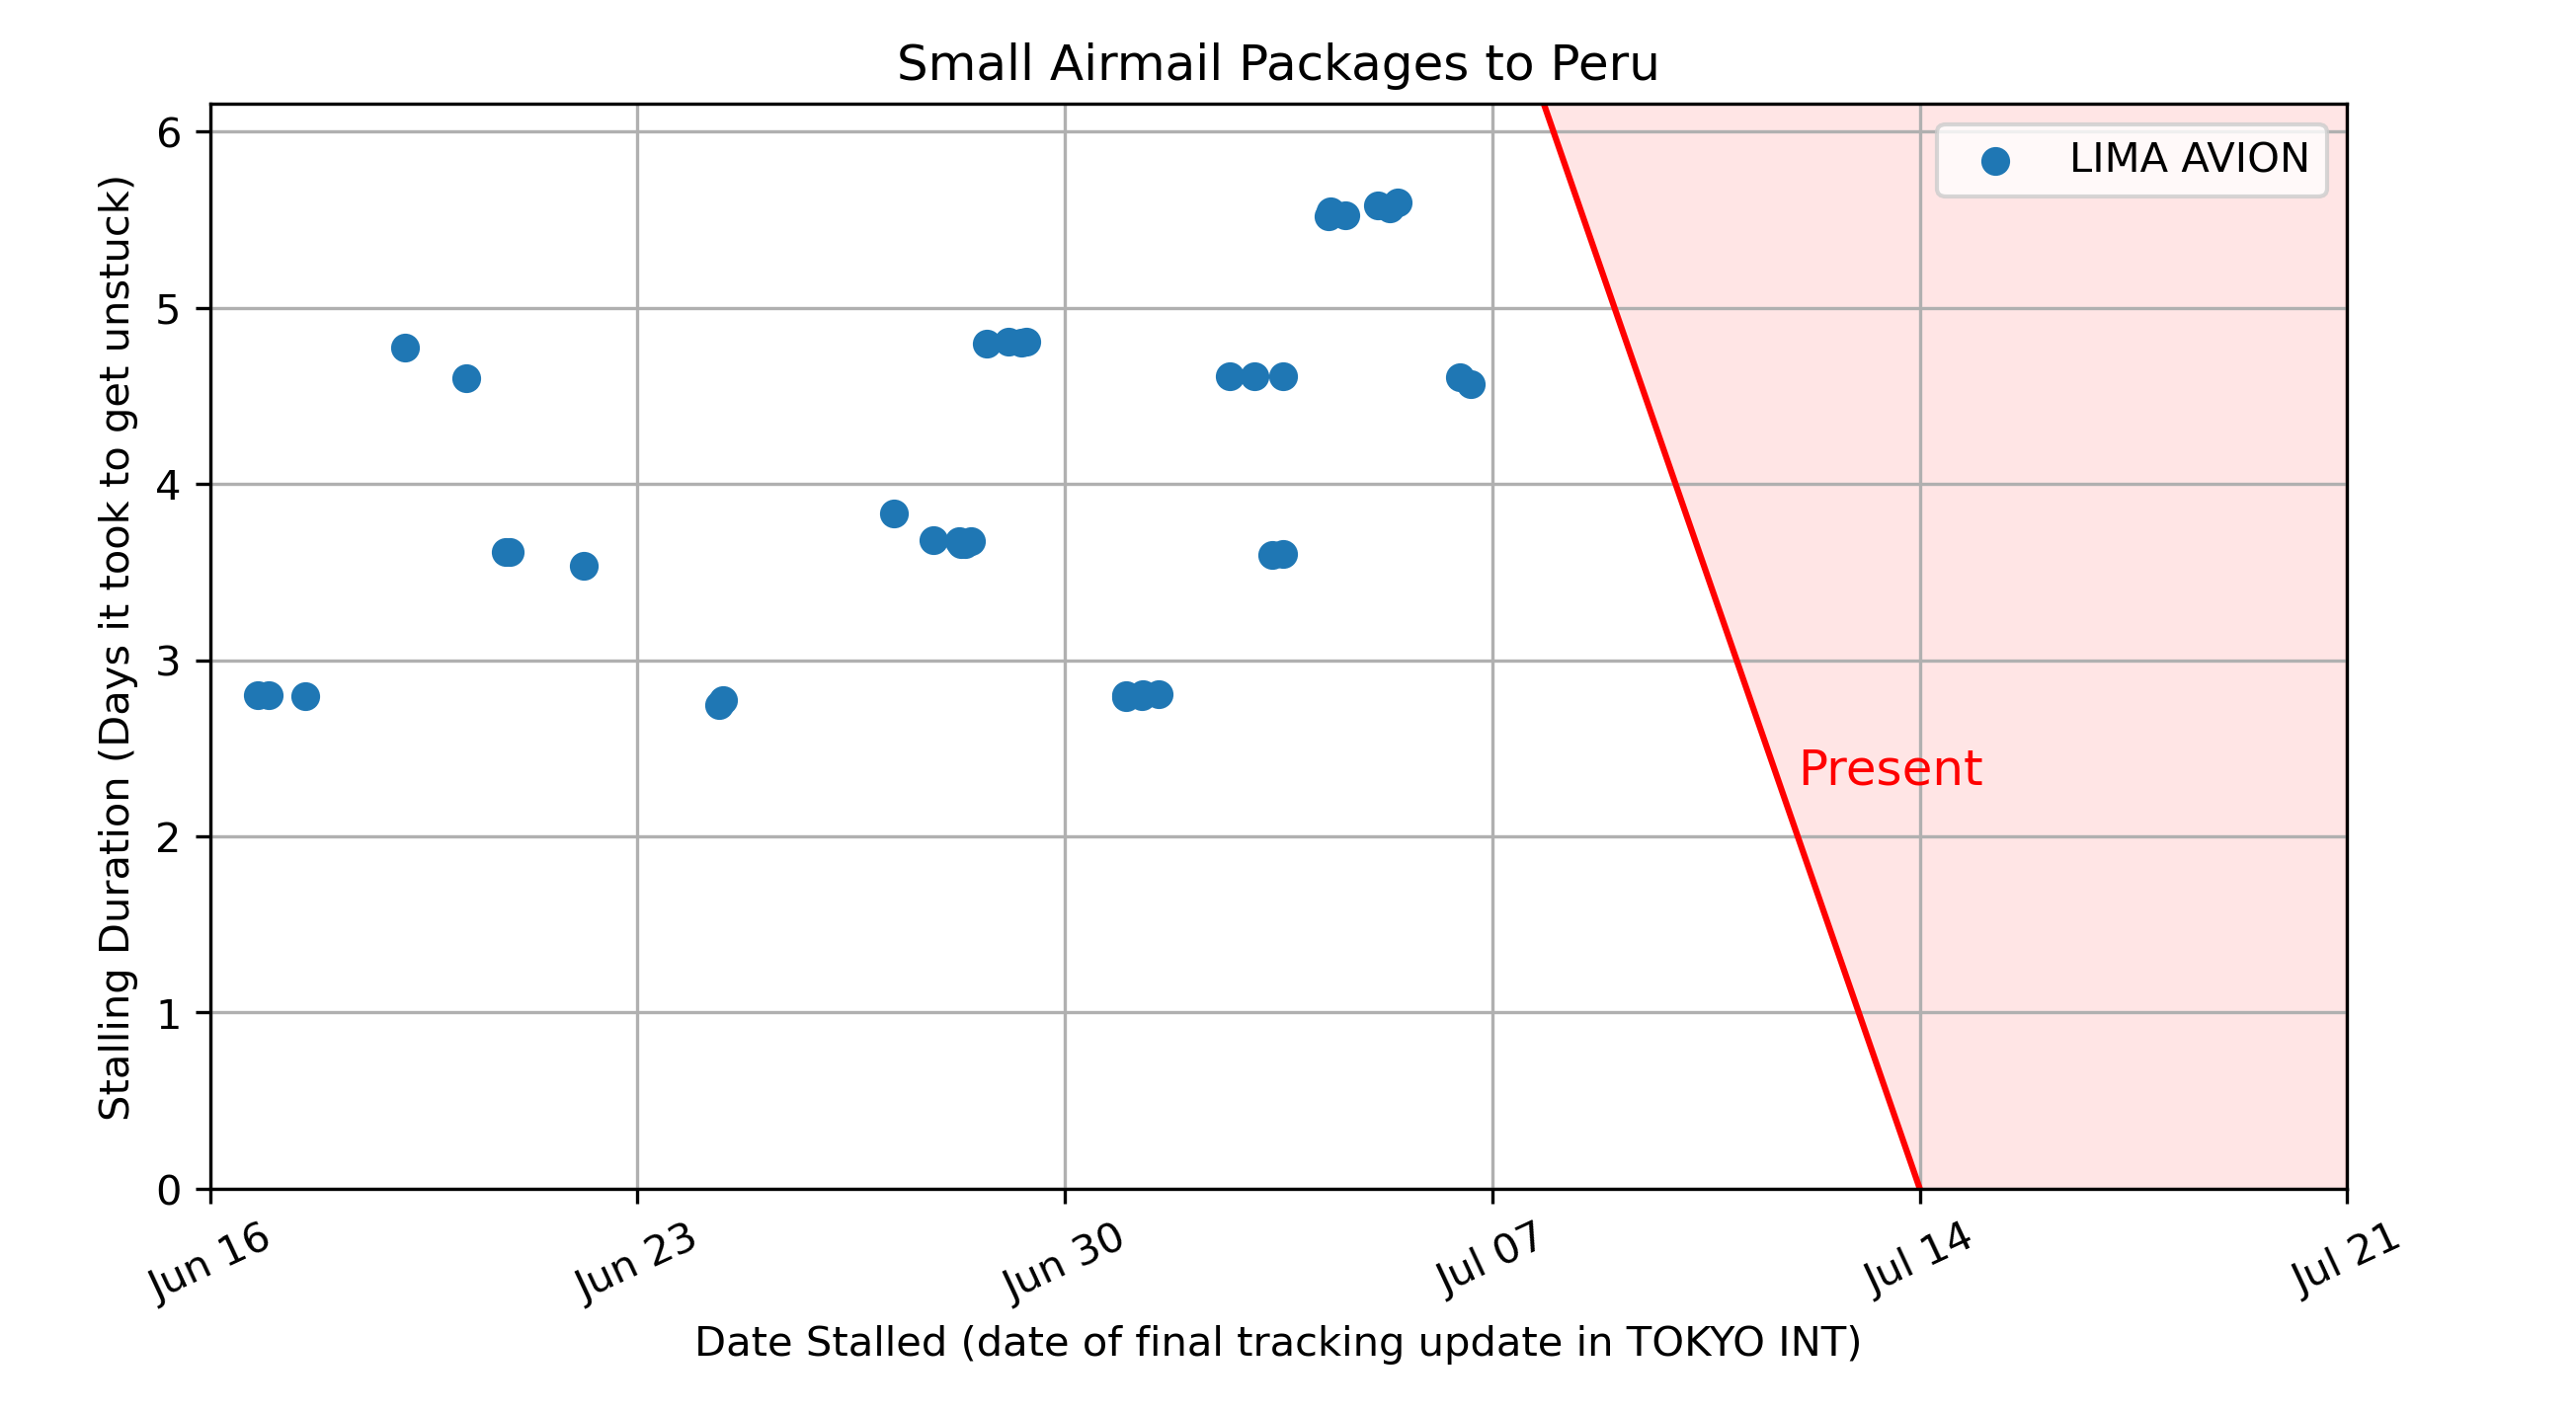 Small Airmail Packages to Peru
LIMA AVION
Stalling Duration (Days it took to get unstuck)
6
5
4
3
2
1
0
Present
Jun 16
Jun 23
Jun 30
Jul 07
Jul 14
Jul 21
Date Stalled (date of final tracking update in TOKYO INT)